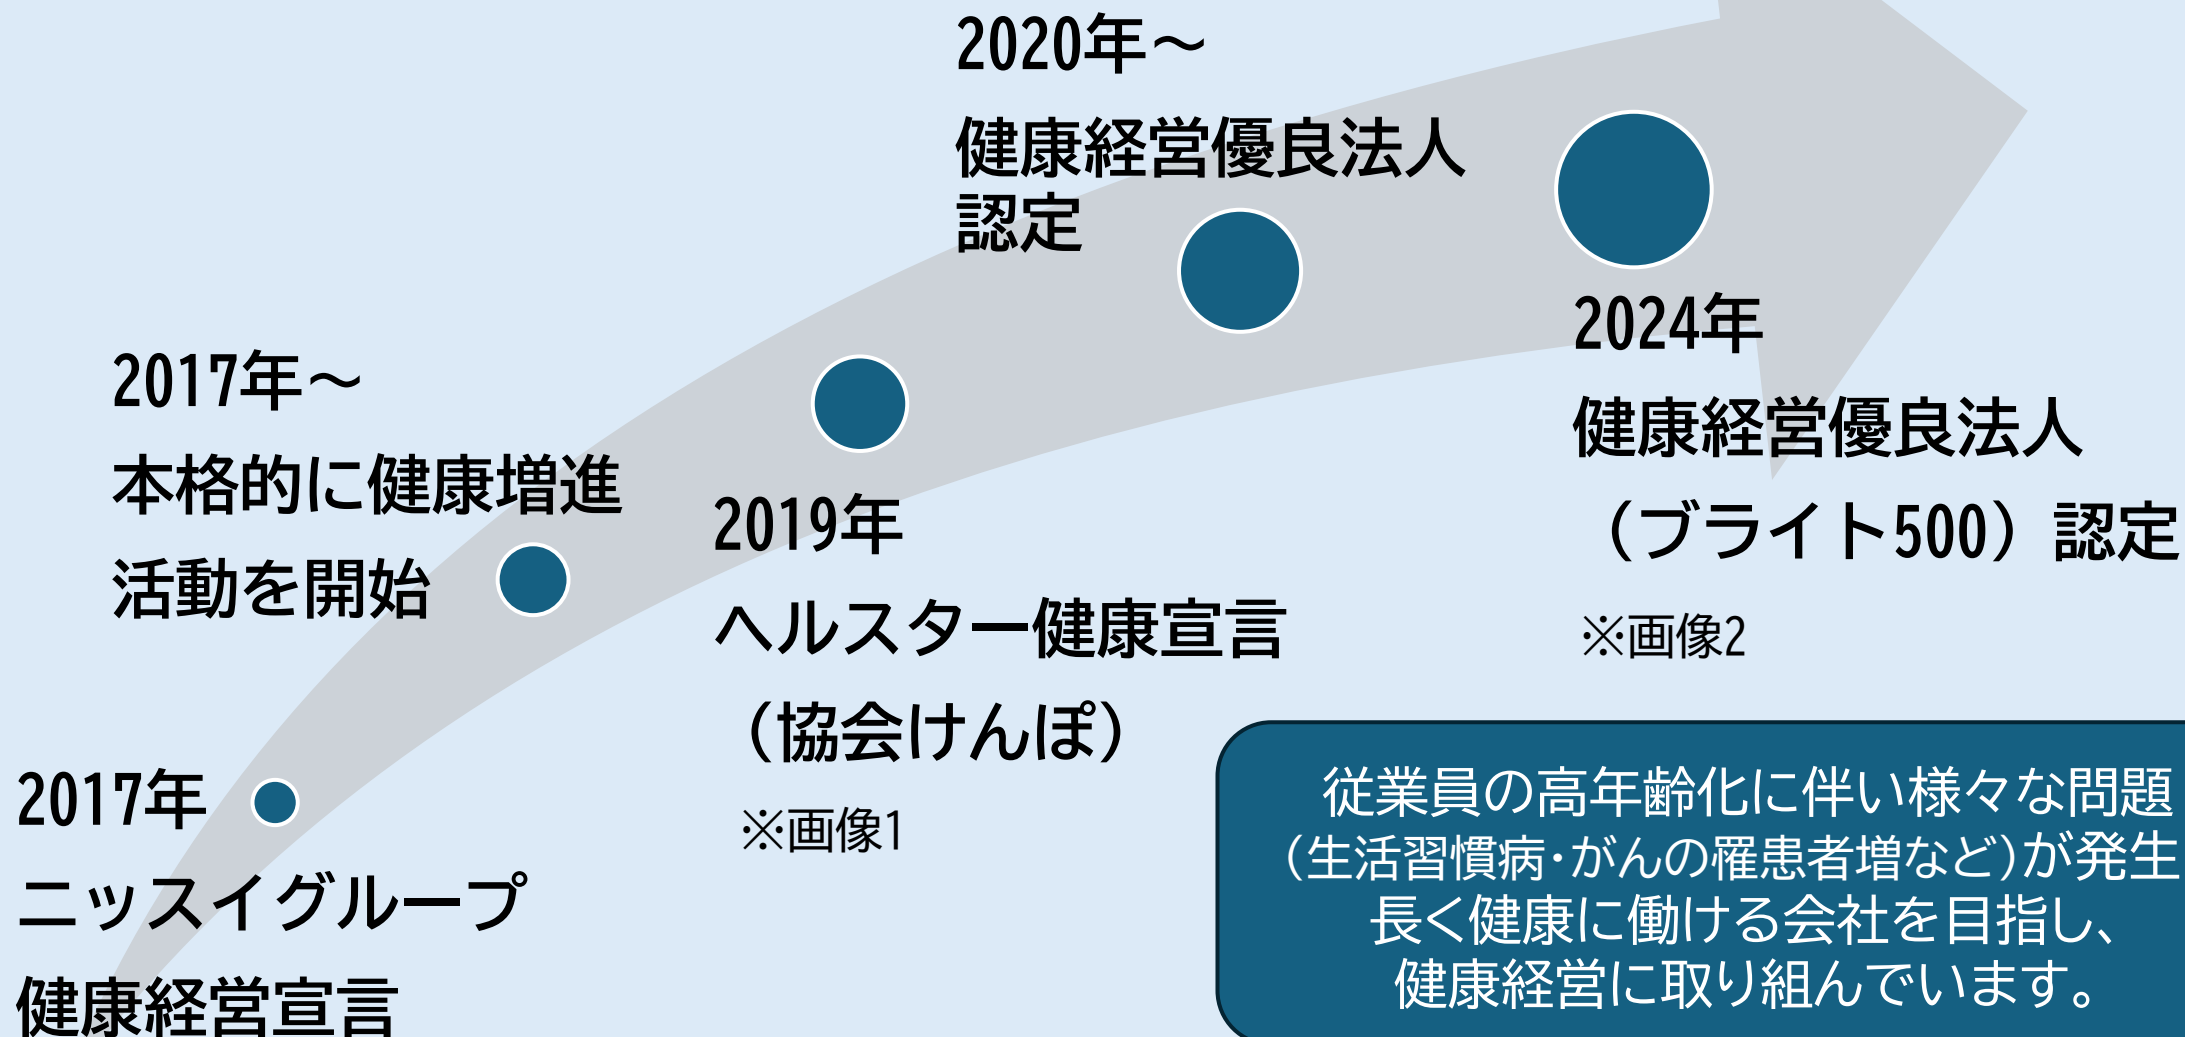 2017年
ニッスイグループ
健康経営宣言
2017年～
本格的に健康増進
活動を開始
2019年
ヘルスター健康宣言
（協会けんぽ）
※画像1
2020年～
健康経営優良法人
認定
2024年
健康経営優良法人
（ブライト500）認定
※画像2
従業員の高年齢化に伴い様々な問題
（生活習慣病・がんの罹患者増など）が発生
長く健康に働ける会社を目指し、
健康経営に取り組んでいます。